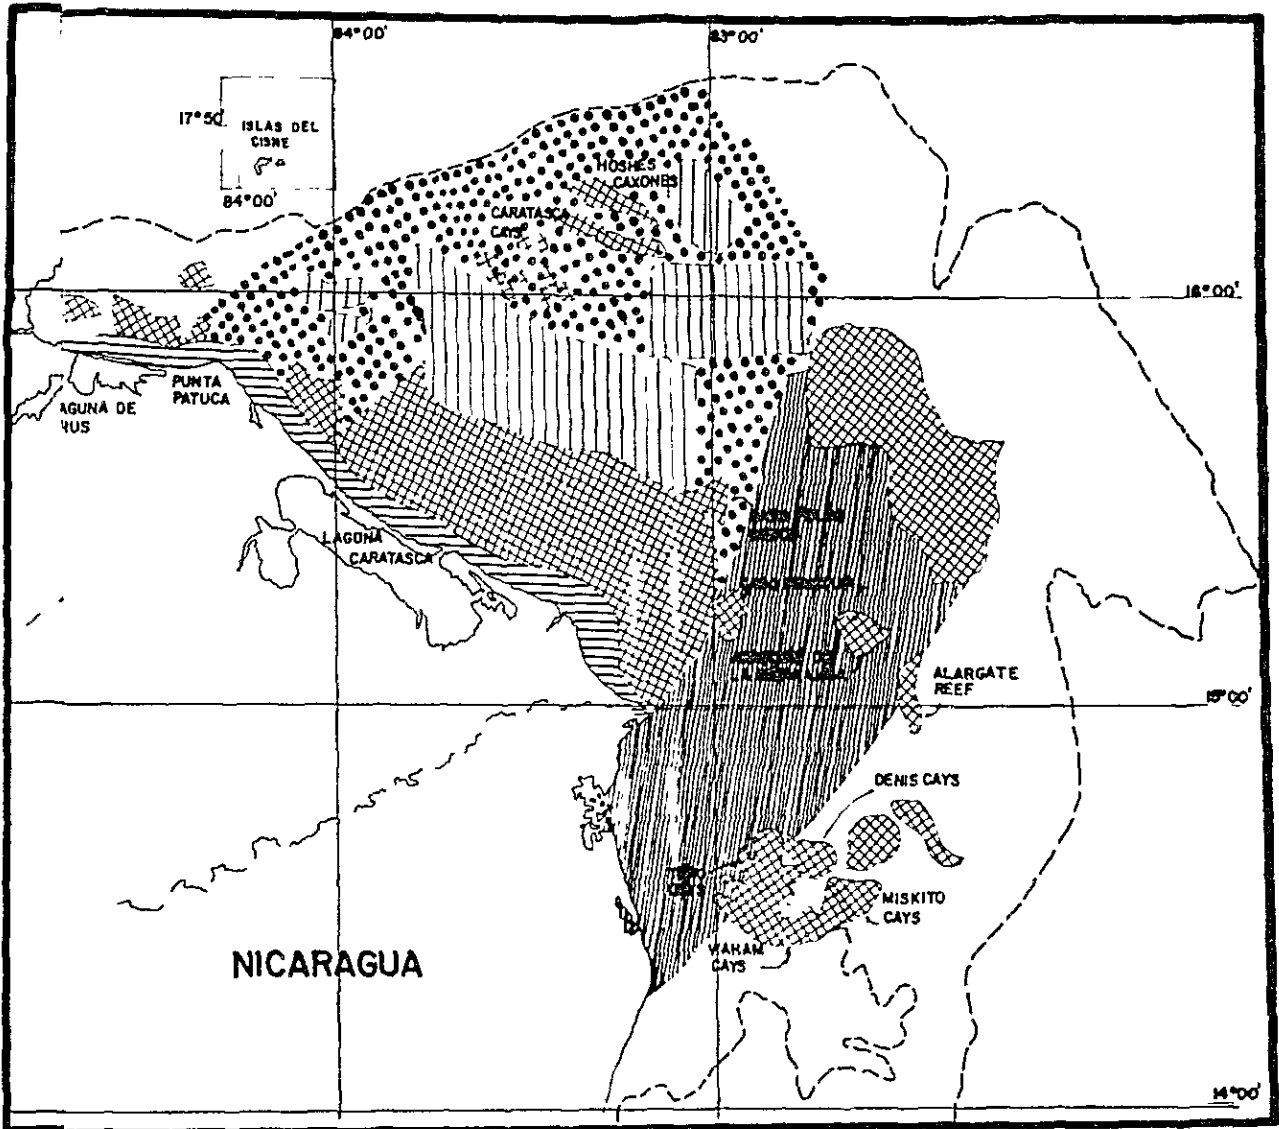 84°00'
83°00'
17°50'
ISLAS DEL
CISNE
84°00'
HOSHES
CAXONES
CARATASCA
CAYS
16°00'
PUNTA
PATUCA
AGUNA DE
LAGUNA
CARATASCA
ALARGATE
REEF
15°00'
DENIS CAYS
MISKITO
CAYS
WAHAM
CAYS
NICARAGUA
14°00'